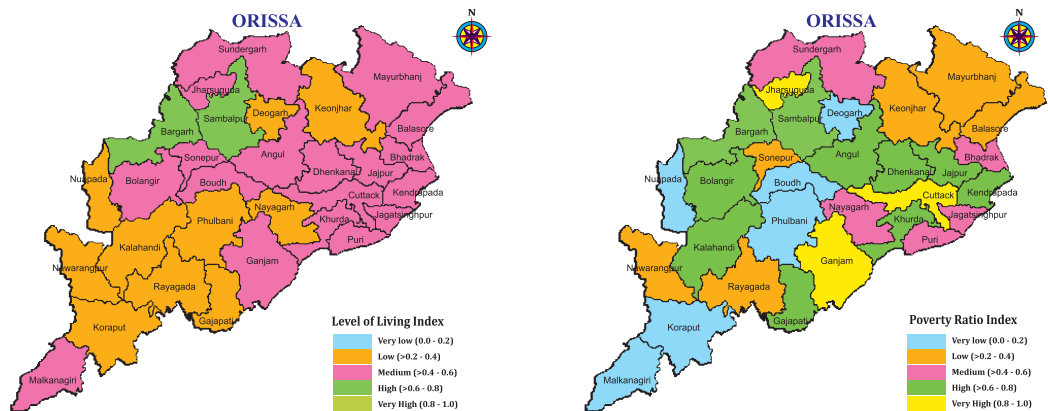 ORISSA
N
Sundergarh
Mayurbhanj
Jharsuguda
Keonjhar
Deogarh
Sambalpu
Bargarh
Balasore
Sonepur
Angul
Bhadrak
Nuapada
Bolangir
Dhenkanal
Jajpur
Boudh
Cuttack
Kendrapada
Nayagarh
Phulbani
Jagatsinghpur
Khurda
Kalahandi
Puri
Ganjam
Nawarangpur
Rayagada
Koraput
Gajapati
Malkanagiri
Level of Living Index
Very low (0.0 - 0.2)
Low (>0.2 - 0.4)
Medium (>0.4 - 0.6)
High (>0.6 - 0.8)
Very High (0.8 - 1.0)
ORISSA
N
Sundergarh
Mayurbhanj
Jharsuguda
Keonjhar
Deogarh
Sambalpu
Bargarh
Balasore
Sonepur
Angul
Bhadrak
Nuapada
Bolangir
Dhenkanal
Jajpur
Boudh
Cuttack
Kendrapada
Nayagarh
Phulbani
Jagatsinghpur
Khurda
Kalahandi
Puri
Ganjam
Nawarangpur
Rayagada
Koraput
Gajapati
Malkanagiri
Poverty Ratio Index
Very low (0.0 - 0.2)
Low (>0.2 - 0.4)
Medium (>0.4 - 0.6)
High (>0.6 - 0.8)
Very High (0.8 - 1.0)